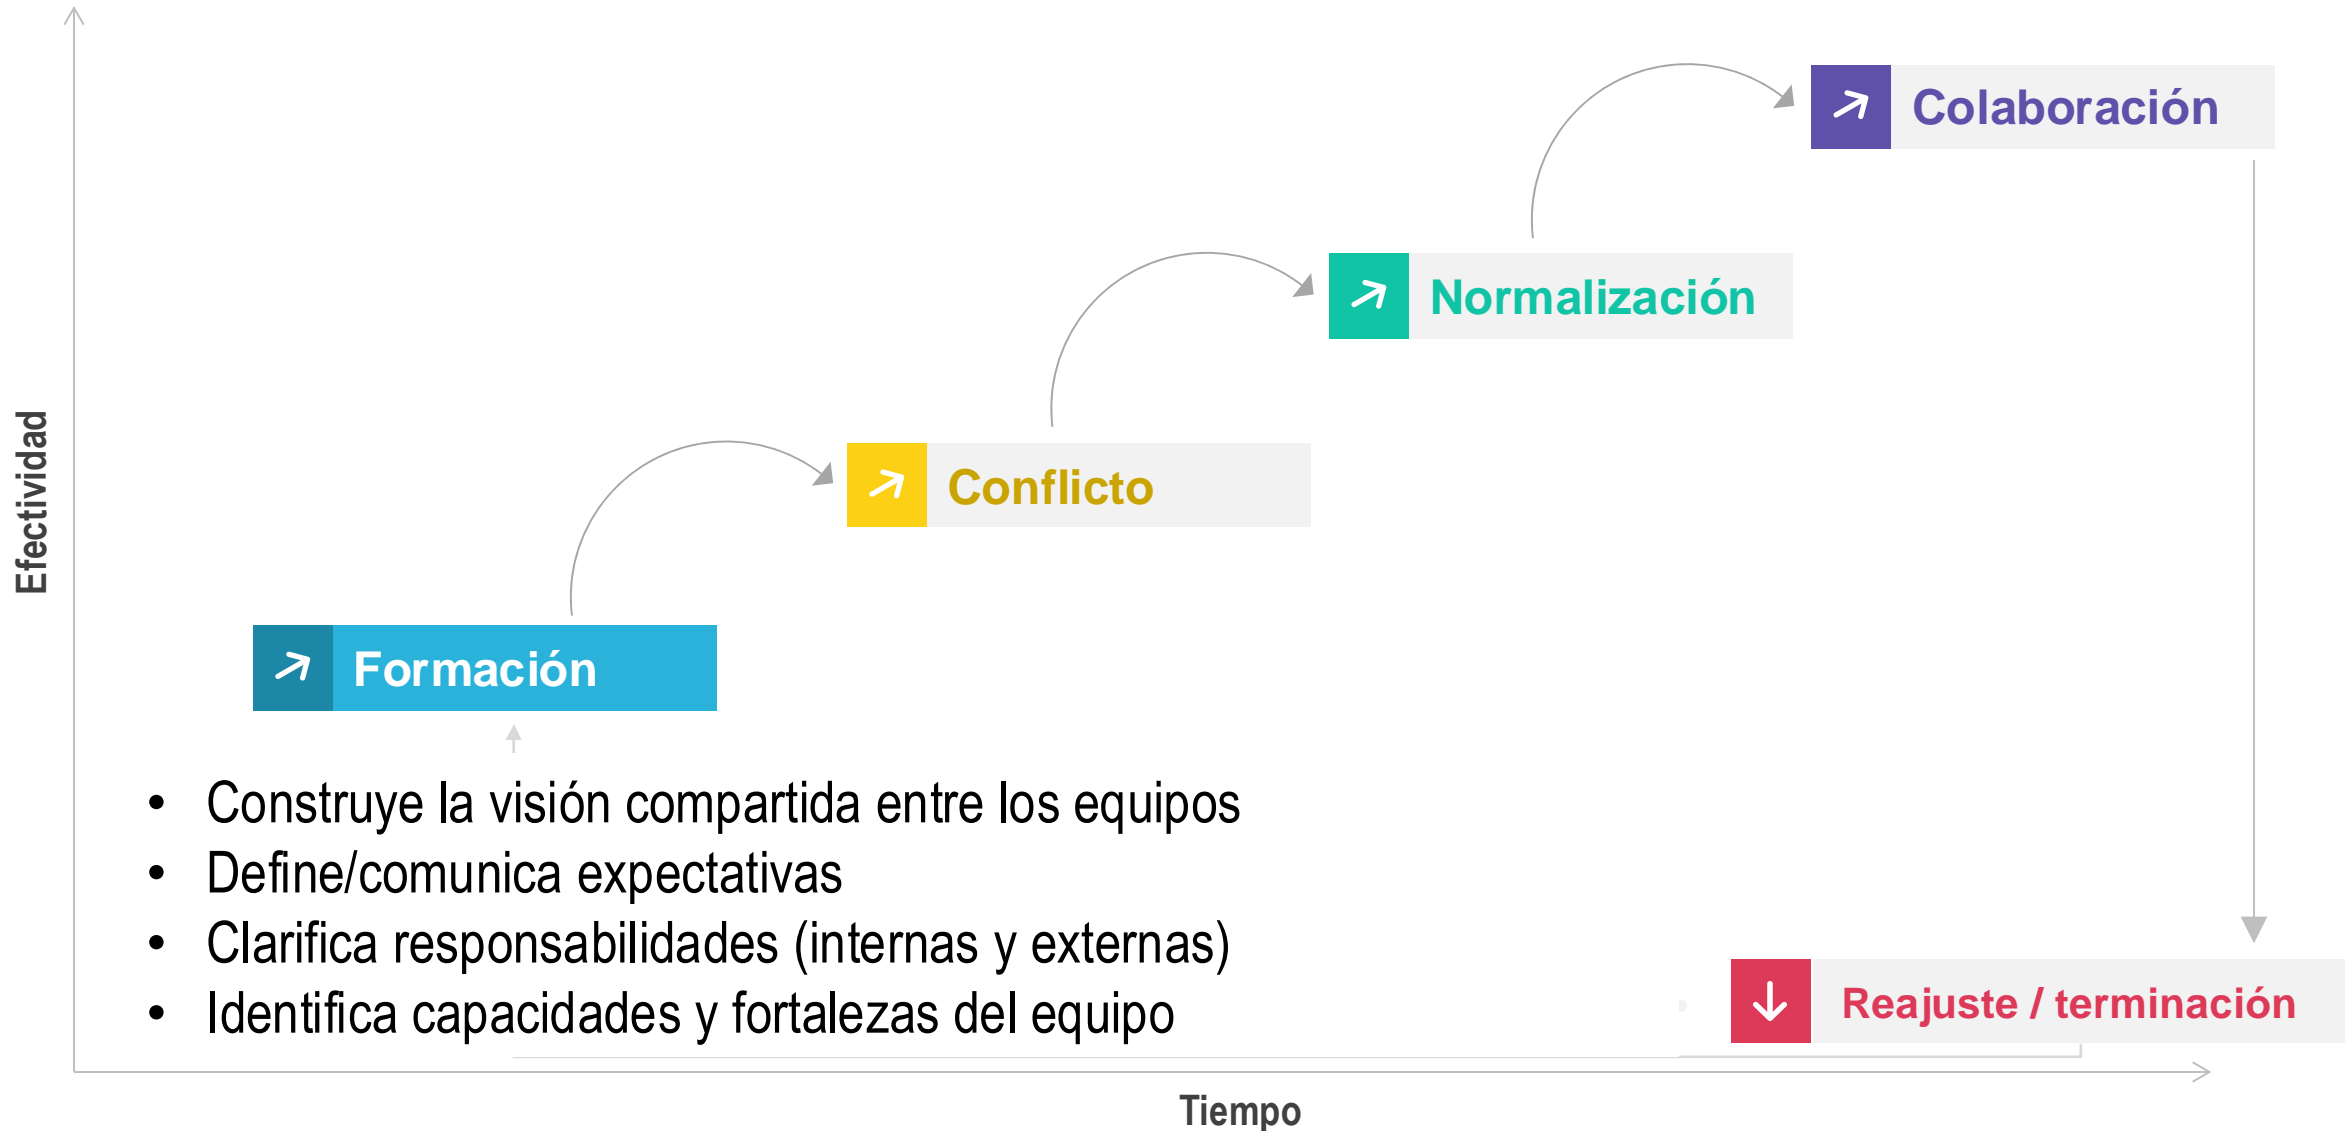 Colaboración
Normalización
Efectividad
Conflicto
Formación
• Construye la visión compartida entre los equipos
• Define/comunica expectativas
• Clarifica responsabilidades (internas y externas)
• Identifica capacidades y fortalezas del equipo
Reajuste / terminación
Tiempo